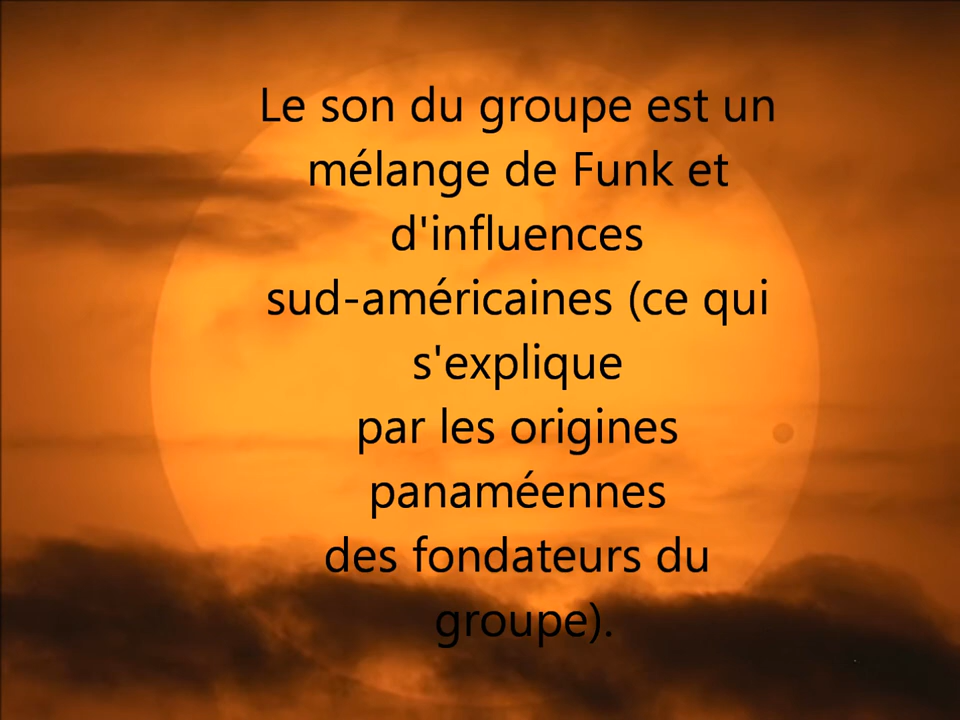 Le son du groupe est un
mélange de Funk et
d'influences
sud-américaines (ce qui
s'explique
par les origines
panaméennes
des fondateurs du
groupe).